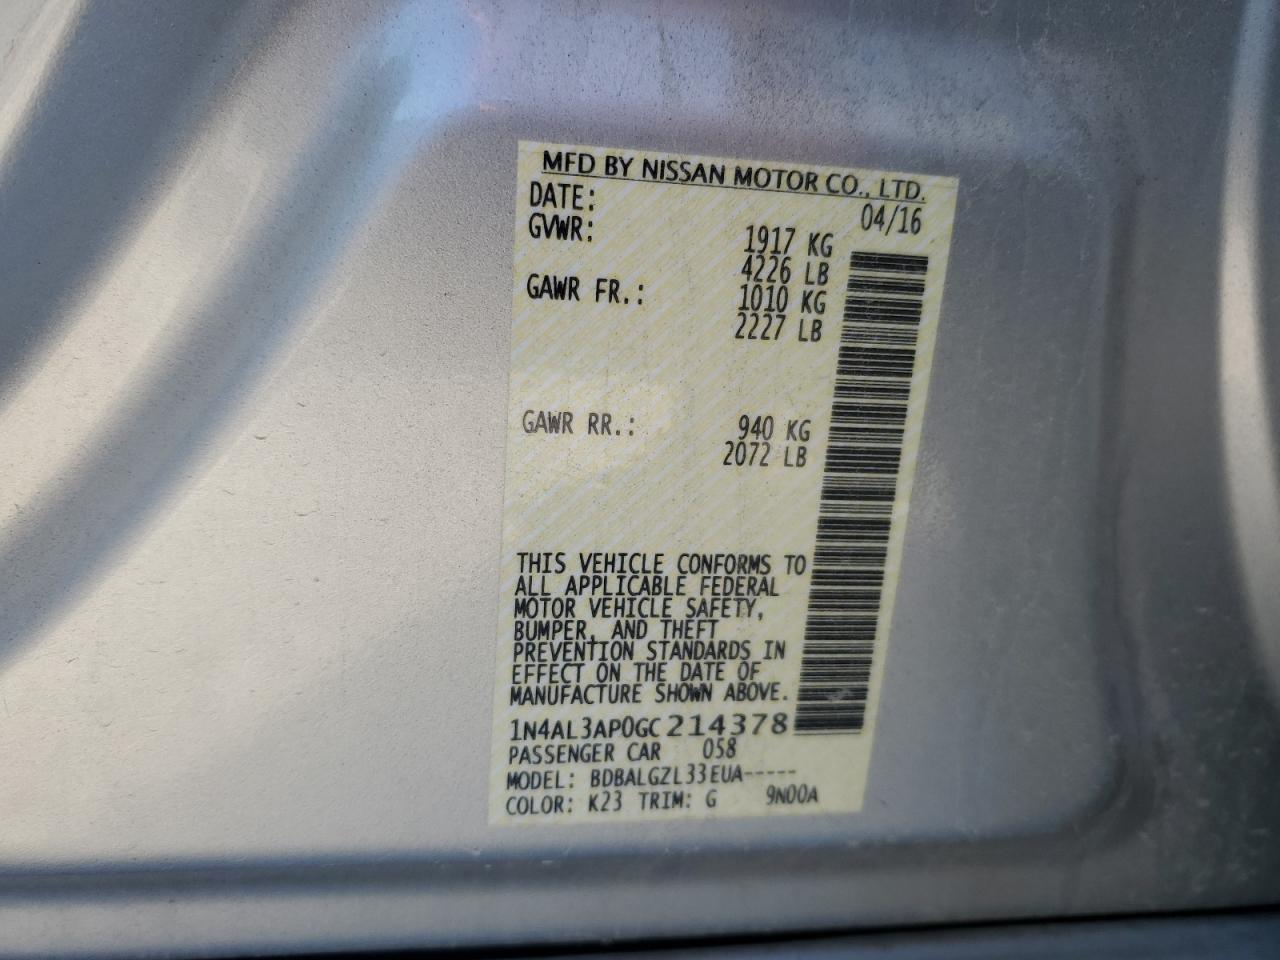 MFD BY NISSAN MOTOR CO., LTD.
DATE: 04/16
GVWR: 1917 KG
4226 LB
GAWR FR.: 1010 KG
2227 LB
GAWR RR.: 940 KG
2072 LB
THIS VEHICLE CONFORMS TO
ALL APPLICABLE FEDERAL
MOTOR VEHICLE SAFETY,
BUMPER, AND THEFT
PREVENTION STANDARDS IN
EFFECT ON THE DATE OF
MANUFACTURE SHOWN ABOVE.
1N4AL3AP0GC214378
PASSENGER CAR 058
MODEL: BDBALGZL33EUA-----
COLOR: K23 TRIM: G 9N00A